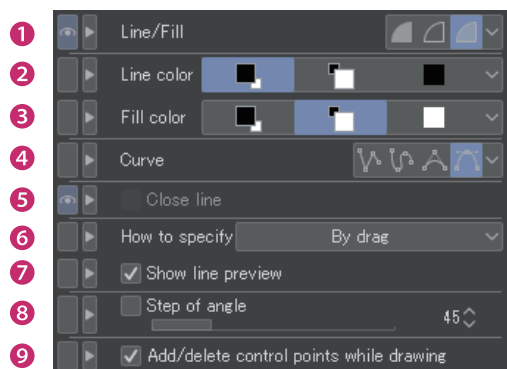 1 Line/Fill
2 Line color
3 Fill color
4 Curve
5 Close line
6 How to specify By drag
7 Show line preview
8 Step of angle 45
9 Add/delete control points while drawing